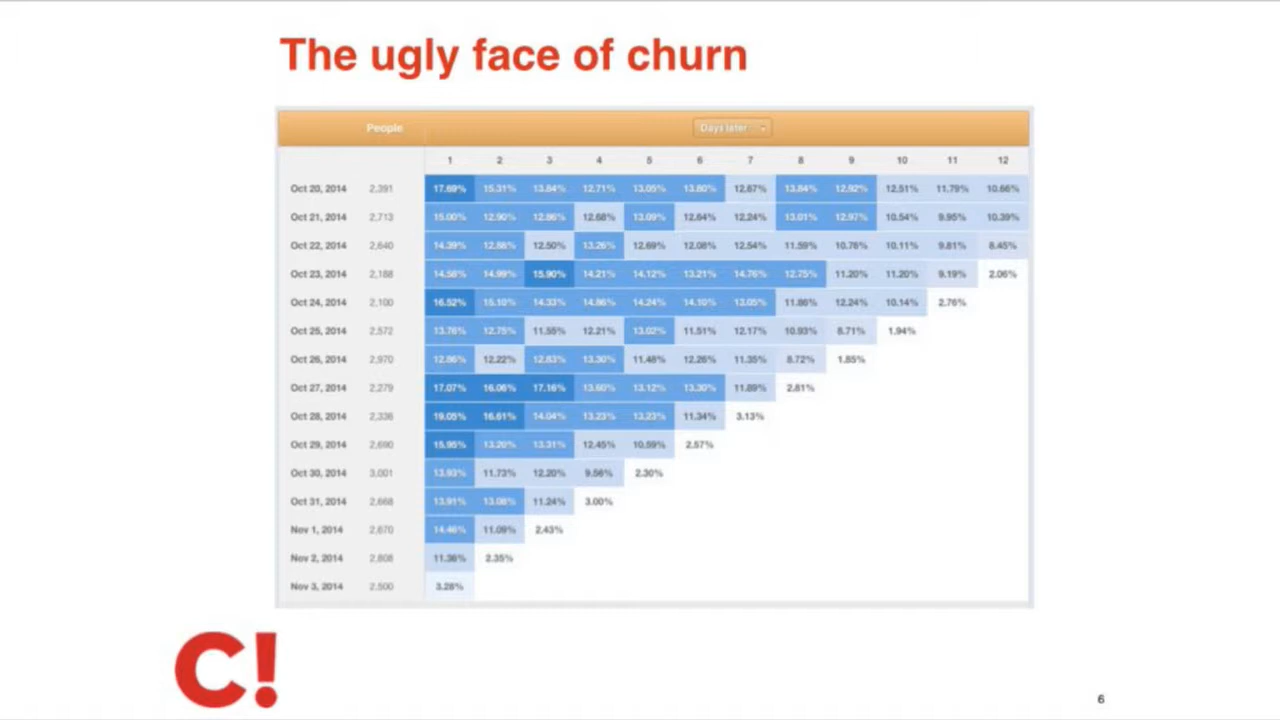 The ugly face of churn
People Days later
1 2 3 4 5 6 7 8 9 10 11 12
Oct 20, 2014 2,391 17.69% 15.31% 13.84% 12.71% 13.05% 13.80% 12.67% 13.84% 12.92% 12.51% 11.79% 10.66%
Oct 21, 2014 2,713 15.00% 12.90% 12.86% 12.68% 13.09% 12.64% 12.24% 13.01% 12.97% 10.54% 9.95% 10.39%
Oct 22, 2014 2,640 14.39% 12.88% 12.50% 13.26% 12.69% 12.08% 12.54% 11.59% 10.76% 10.11% 9.81% 8.45%
Oct 23, 2014 2,188 14.58% 14.99% 15.90% 14.21% 14.12% 13.21% 14.76% 12.75% 11.20% 11.20% 9.19% 2.06%
Oct 24, 2014 2,100 16.52% 15.10% 14.33% 14.86% 14.24% 14.10% 13.05% 11.86% 12.24% 10.14% 2.76%
Oct 25, 2014 2,572 13.76% 12.75% 11.55% 12.21% 13.02% 11.51% 12.17% 10.93% 8.71% 1.94%
Oct 26, 2014 2,970 12.86% 12.22% 12.83% 13.30% 11.48% 12.26% 11.35% 8.72% 1.85%
Oct 27, 2014 2,279 17.07% 16.06% 17.16% 13.60% 13.12% 13.30% 11.89% 2.81%
Oct 28, 2014 2,336 19.05% 16.61% 14.04% 13.23% 13.23% 11.34% 3.13%
Oct 29, 2014 2,690 15.95% 13.20% 13.31% 12.45% 10.59% 2.57%
Oct 30, 2014 3,001 13.93% 11.73% 12.20% 9.56% 2.30%
Oct 31, 2014 2,668 13.91% 13.08% 11.24% 3.00%
Nov 1, 2014 2,670 14.46% 11.09% 2.43%
Nov 2, 2014 2,808 11.36% 2.35%
Nov 3, 2014 2,500 3.28%
C!
6